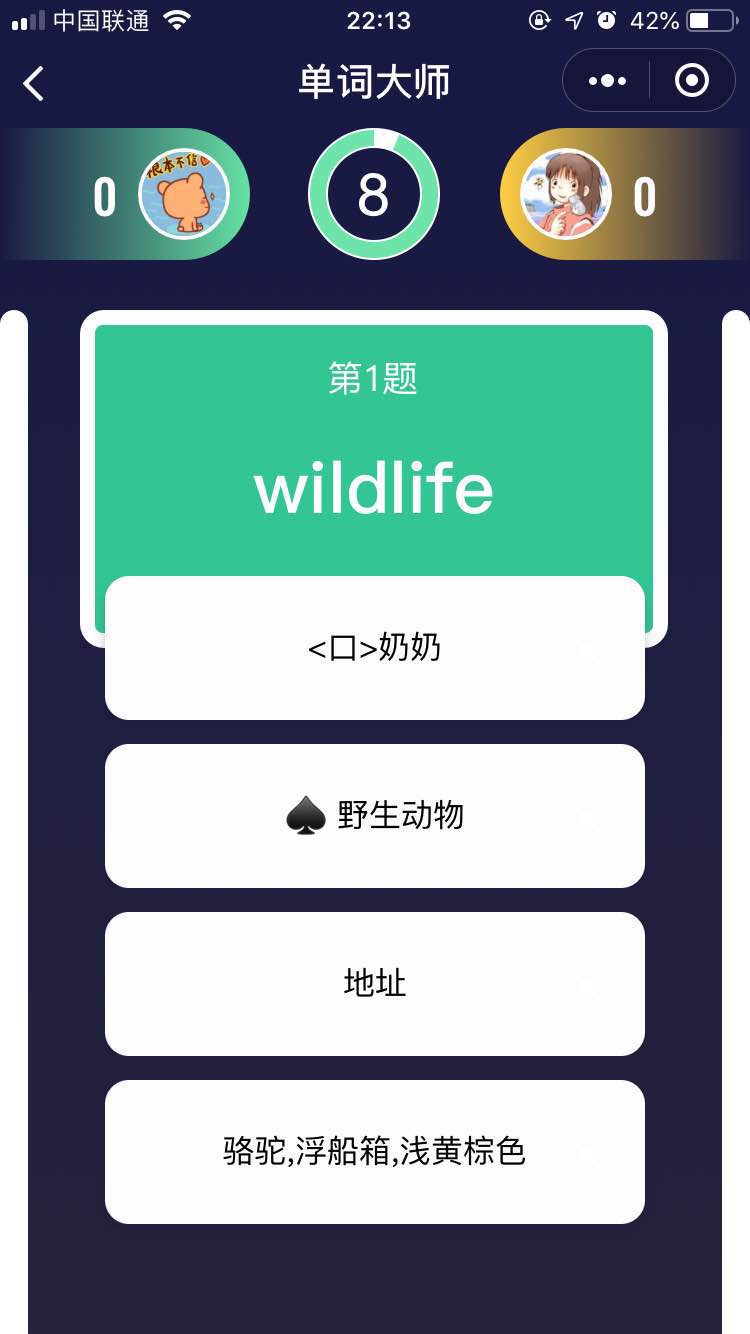 中国联通 22:13 42%
单词大师
0 根本不信 8 0
第1题
wildlife
<口>奶奶
♠ 野生动物
地址
骆驼,浮船箱,浅黄棕色